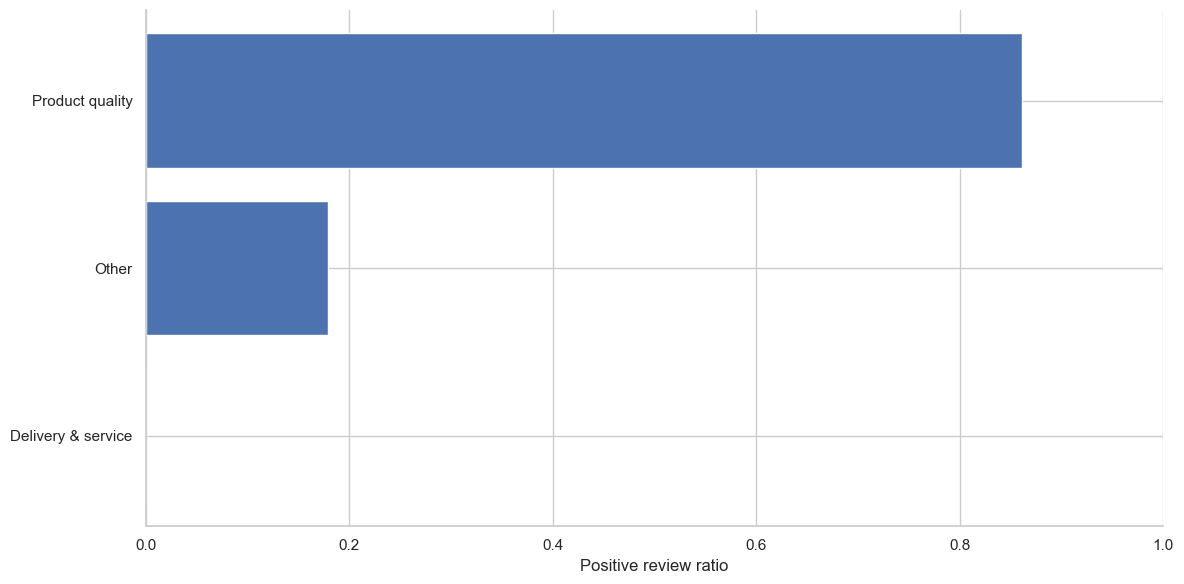 Product quality
Other
Delivery & service
0.0 0.2 0.4 0.6 0.8 1.0
Positive review ratio